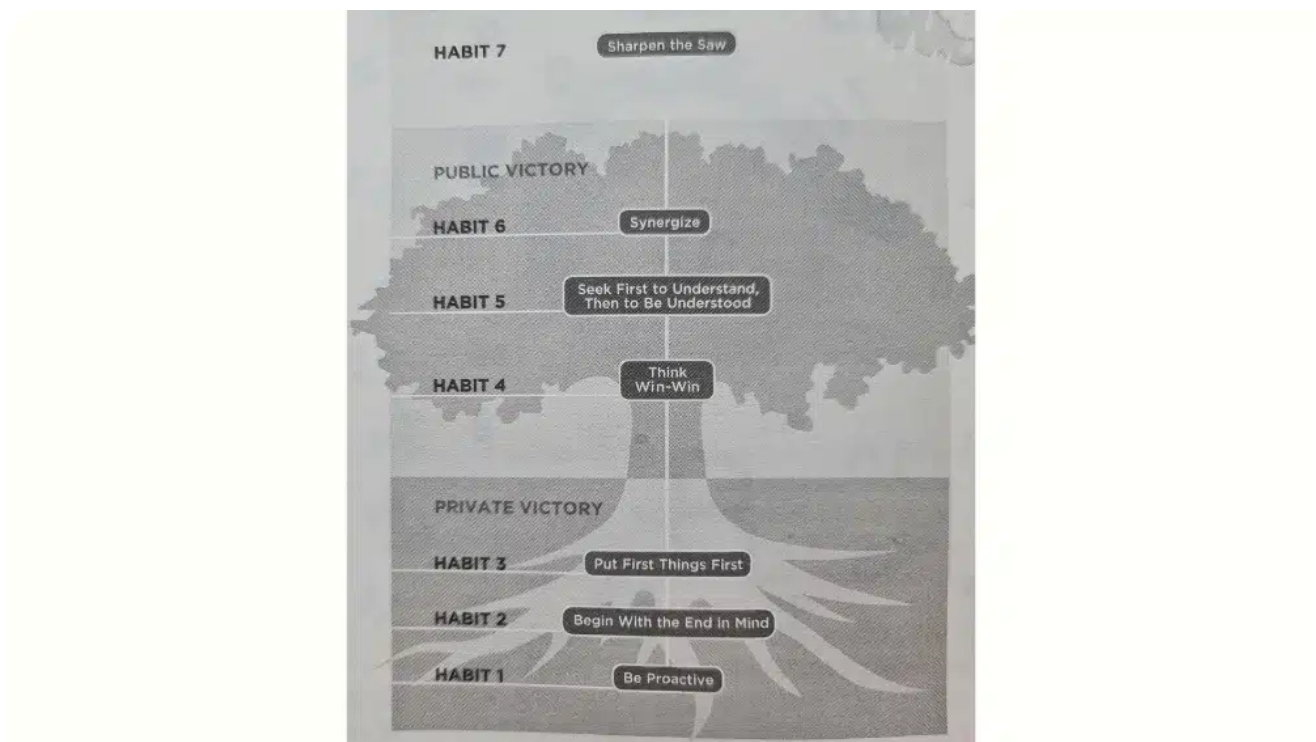 HABIT 7
Sharpen the Saw
PUBLIC VICTORY
HABIT 6
Synergize
HABIT 5
Seek First to Understand,
Then to Be Understood
HABIT 4
Think
Win-Win
PRIVATE VICTORY
HABIT 3
Put First Things First
HABIT 2
Begin With the End in Mind
HABIT 1
Be Proactive